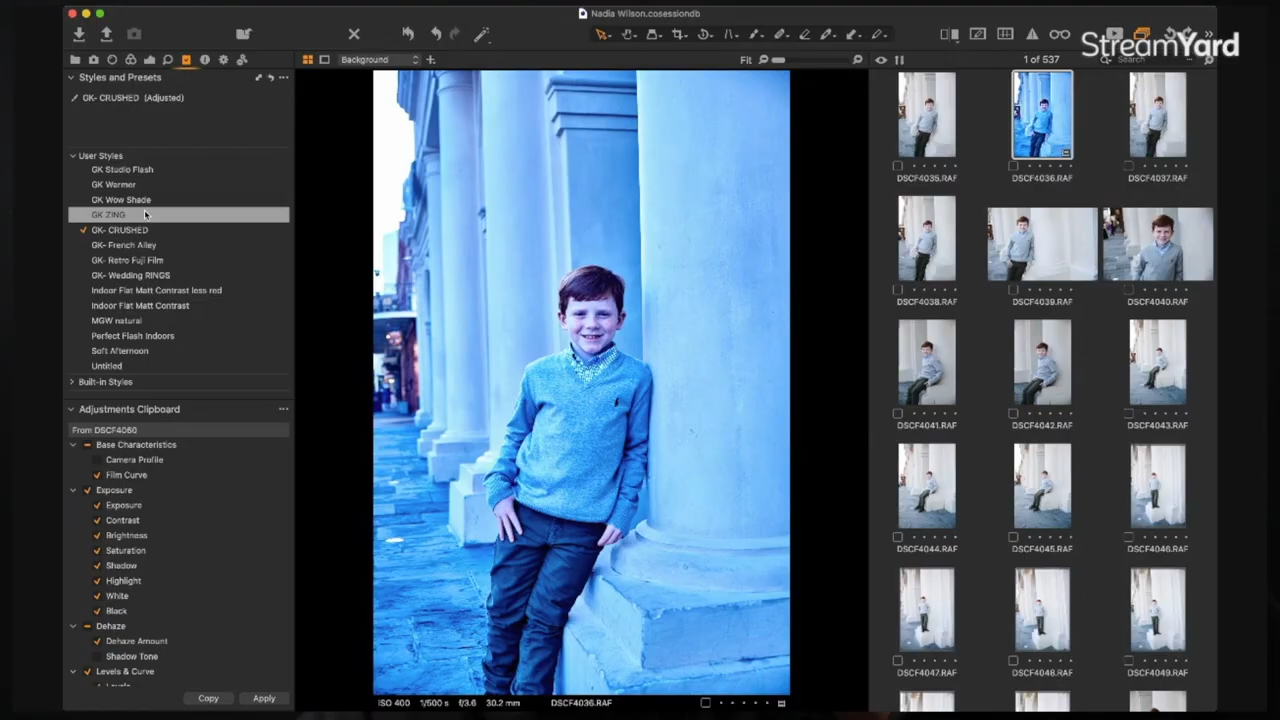 Nadia Wilson.cosessiondb
StreamYard
Background
Fit
1 of 537
Search
Styles and Presets
GK- CRUSHED (Adjusted)
User Styles
GK Studio Flash
GK Warmer
GK Wow Shade
GK ZING
GK- CRUSHED
GK- French Alley
GK- Retro Fuji Film
GK- Wedding RINGS
Indoor Flat Matt Contrast less red
Indoor Flat Matt Contrast
MGW natural
Perfect Flash Indoors
Soft Afternoon
Untitled
Built-in Styles
Adjustments Clipboard
From DSCF4060
Base Characteristics
Camera Profile
Film Curve
Exposure
Exposure
Contrast
Brightness
Saturation
Shadow
Highlight
White
Black
Dehaze
Dehaze Amount
Shadow Tone
Levels & Curve
Levels
Copy Apply
ISO 400 1/500 s f/3.6 30.2 mm DSCF4036.RAF
DSCF4035.RAF DSCF4036.RAF DSCF4037.RAF
DSCF4038.RAF DSCF4039.RAF DSCF4040.RAF
DSCF4041.RAF DSCF4042.RAF DSCF4043.RAF
DSCF4044.RAF DSCF4045.RAF DSCF4046.RAF
DSCF4047.RAF DSCF4048.RAF DSCF4049.RAF